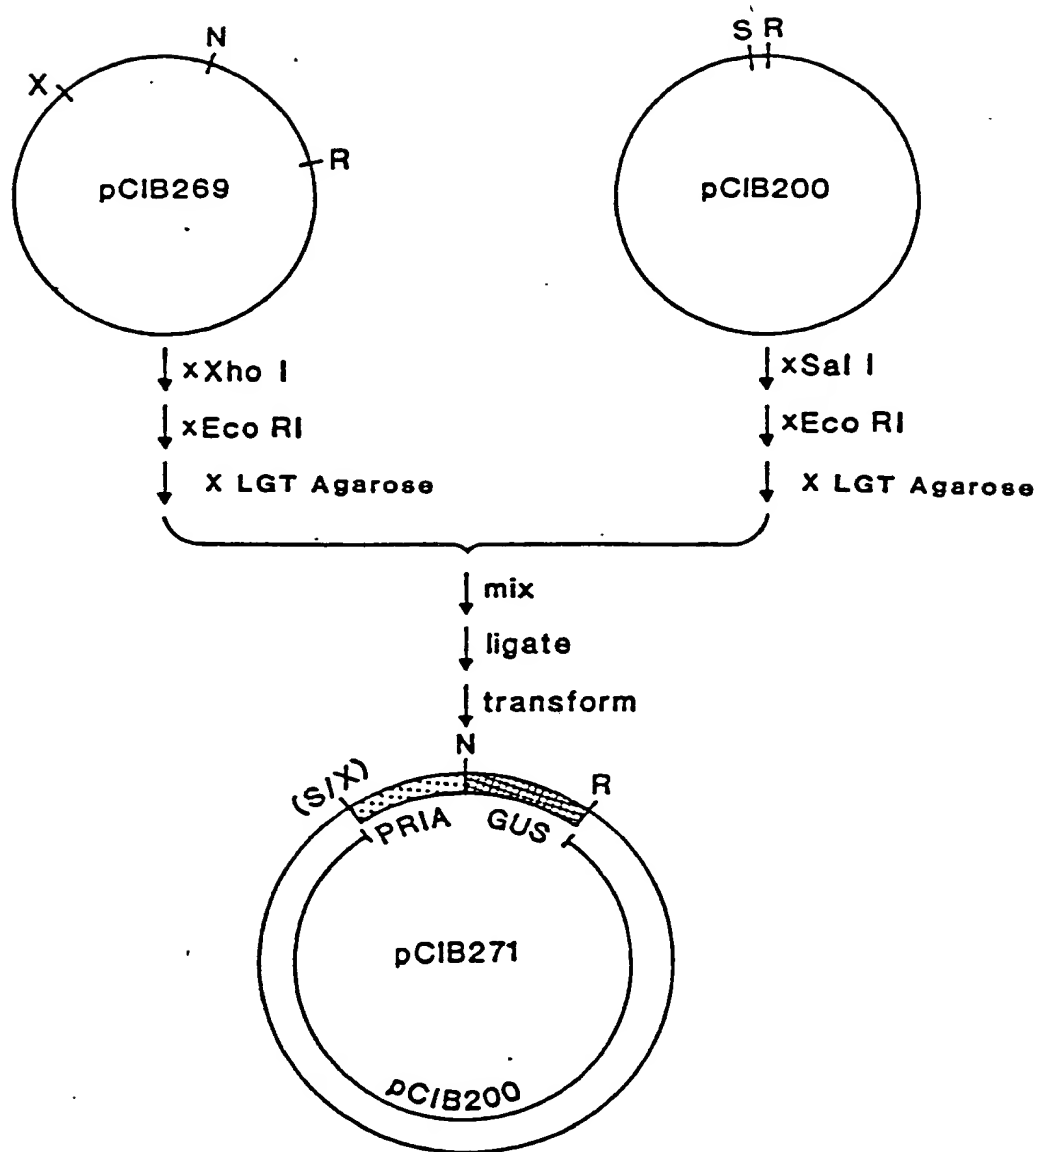 X
N
R
pCIB269
S R
pCIB200
xXho I
xEco RI
X LGT Agarose
xSal I
xEco RI
X LGT Agarose
mix
ligate
transform
N
(S/X)
R
PRIA
GUS
pCIB271
pCIB200